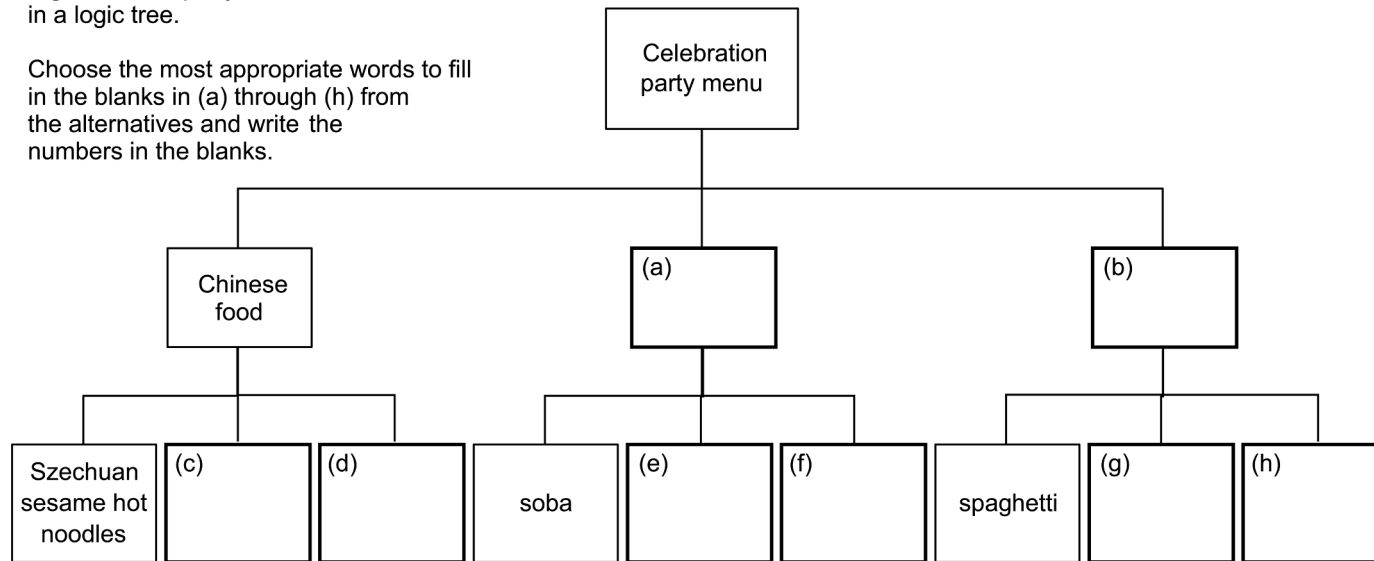 in a logic tree.
Choose the most appropriate words to fill
in the blanks in (a) through (h) from
the alternatives and write the
numbers in the blanks.
Celebration
party menu
Chinese
food
(a)
(b)
Szechuan
sesame hot
noodles
(c)
(d)
soba
(e)
(f)
spaghetti
(g)
(h)